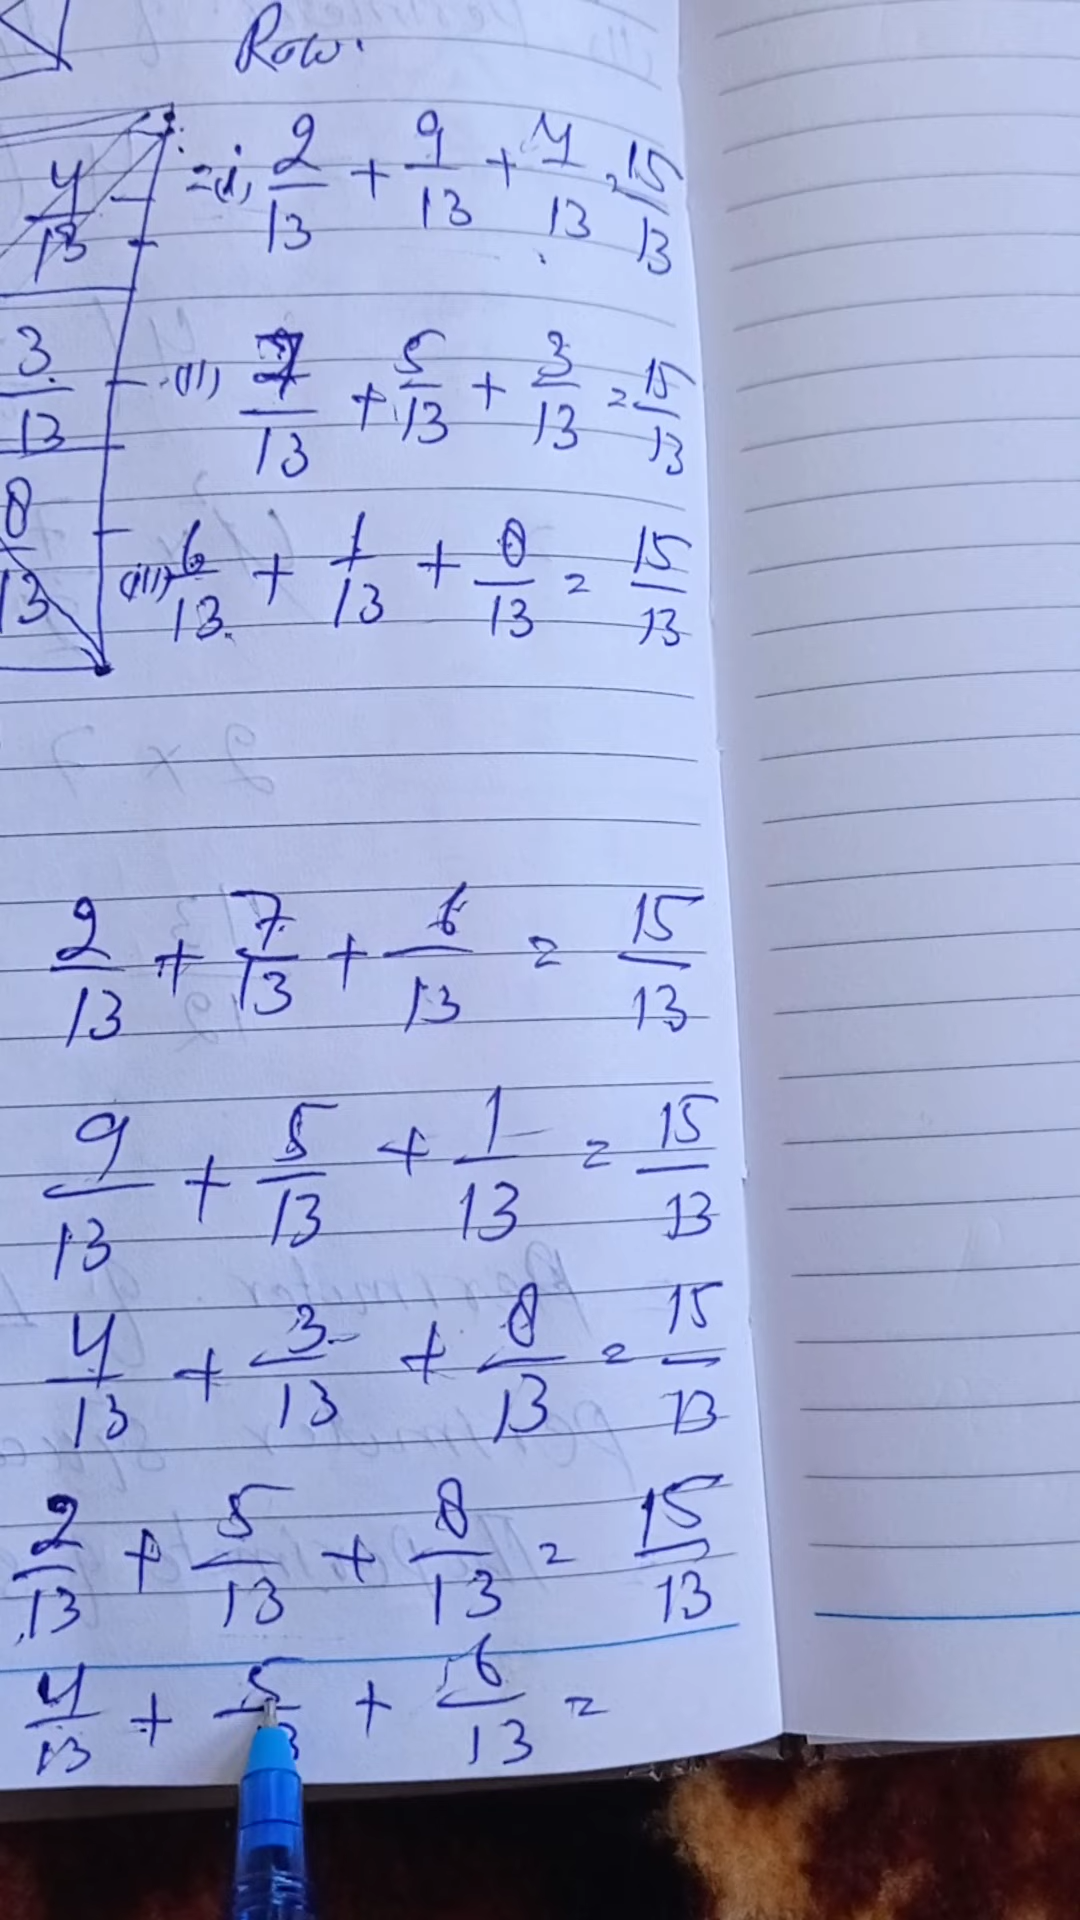 Row.
4/13
=(i) 2/13 + 9/13 + 4/13 = 15/13
3/13
(II) 7/13 + 5/13 + 3/13 = 15/13
8/13
(III) 6/13 + 1/13 + 8/13 = 15/13
2/13 + 7/13 + 6/13 = 15/13
9/13 + 5/13 + 1/13 = 15/13
4/13 + 3/13 + 8/13 = 15/13
2/13 + 5/13 + 8/13 = 15/13
4/13 + 5/13 + 6/13 =